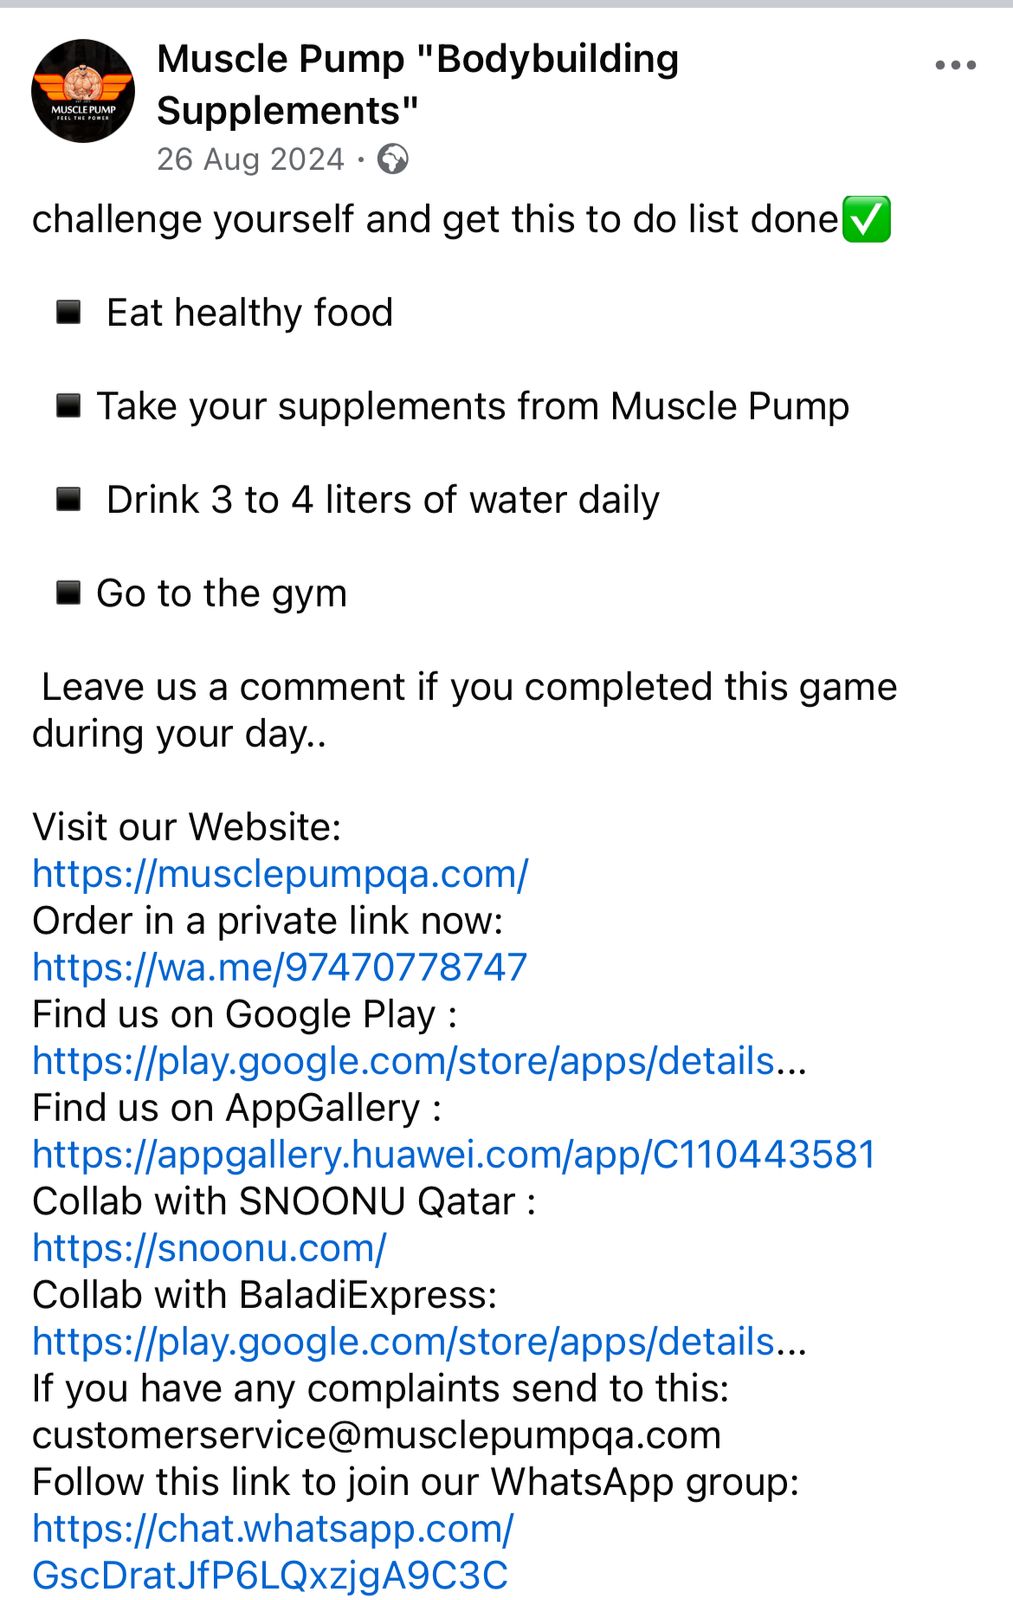 Muscle Pump "Bodybuilding
Supplements"
26 Aug 2024 ·
MUSCLE PUMP
FEEL THE POWER
challenge yourself and get this to do list done✅
▪️ Eat healthy food
▪️ Take your supplements from Muscle Pump
▪️ Drink 3 to 4 liters of water daily
▪️ Go to the gym
Leave us a comment if you completed this game
during your day..
Visit our Website:
https://musclepumpqa.com/
Order in a private link now:
https://wa.me/97470778747
Find us on Google Play :
https://play.google.com/store/apps/details...
Find us on AppGallery :
https://appgallery.huawei.com/app/C110443581
Collab with SNOONU Qatar :
https://snoonu.com/
Collab with BaladiExpress:
https://play.google.com/store/apps/details...
If you have any complaints send to this:
customerservice@musclepumpqa.com
Follow this link to join our WhatsApp group:
https://chat.whatsapp.com/
GscDratJfP6LQxzjgA9C3C